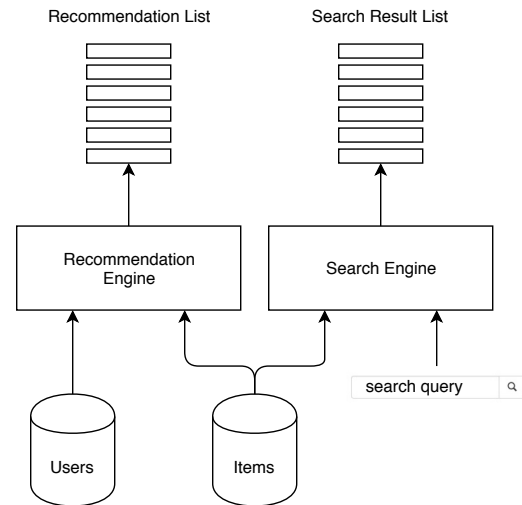 Recommendation List
Search Result List
Recommendation
Engine
Search Engine
search query
Users
Items